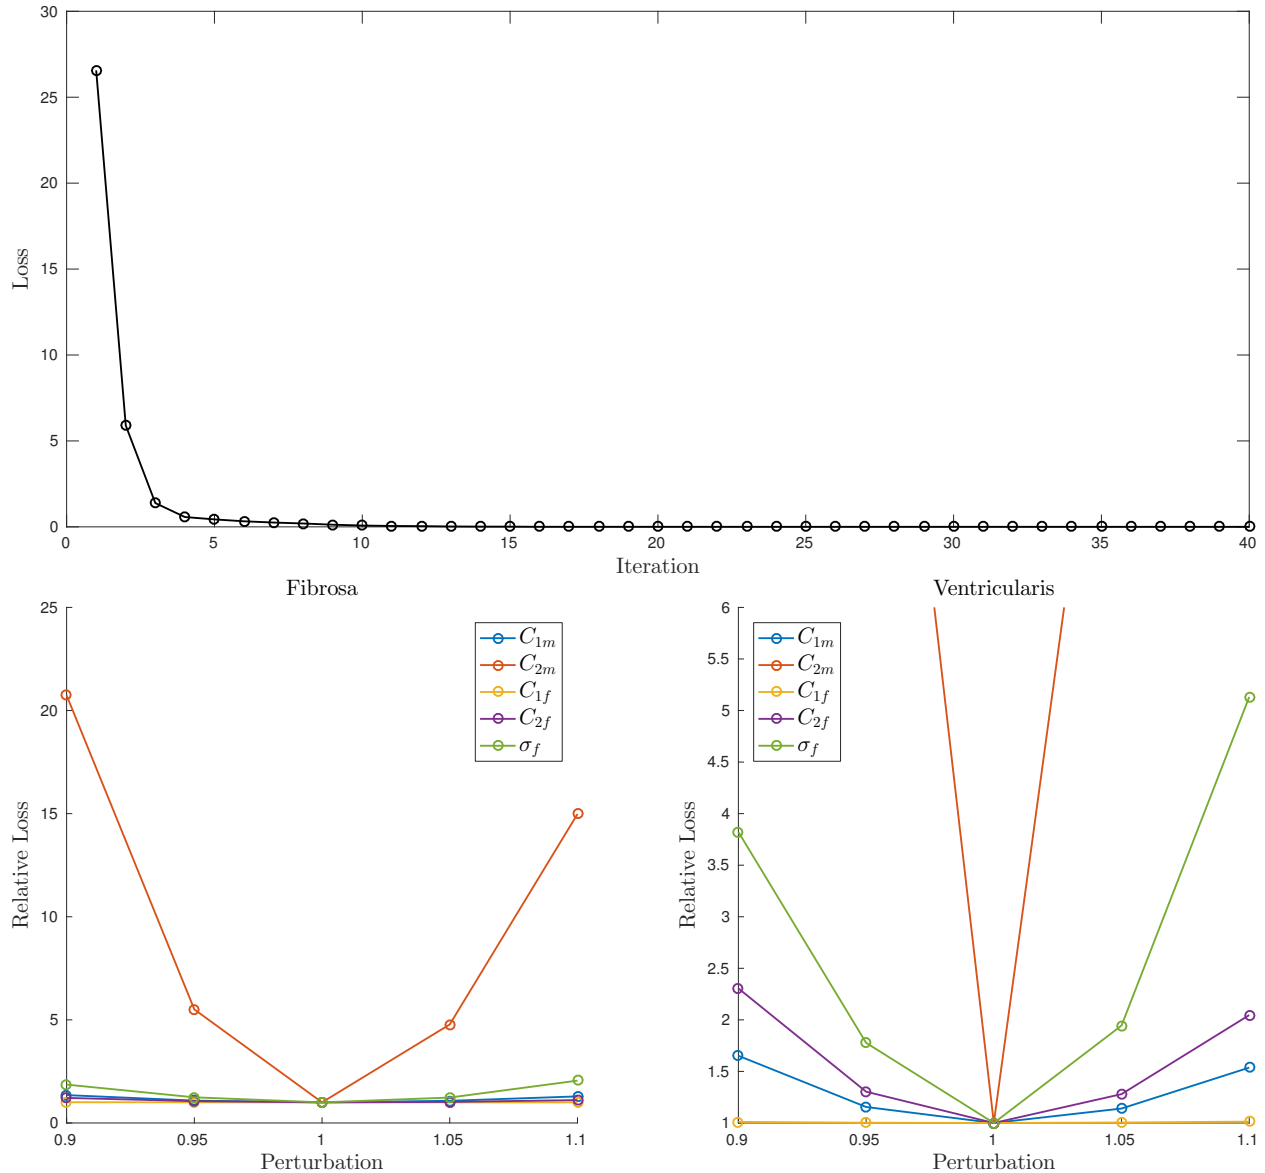 30
25
20
15
10
5
0
Loss
0 5 10 15 20 25 30 35 40
Iteration
Fibrosa
25
20
15
10
5
0
Relative Loss
0.9 0.95 1 1.05 1.1
Perturbation
C1m
C2m
C1f
C2f
σf
Ventricularis
6
5.5
5
4.5
4
3.5
3
2.5
2
1.5
1
Relative Loss
0.9 0.95 1 1.05 1.1
Perturbation
C1m
C2m
C1f
C2f
σf